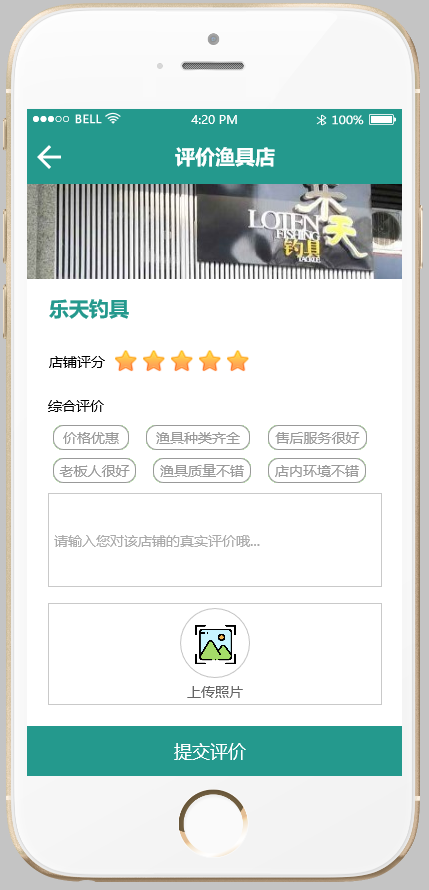 BELL 4:20 PM 100%
评价渔具店
乐天
LOTEN
FISHING
钓具
TACKLE
乐天钓具
店铺评分
综合评价
价格优惠 渔具种类齐全 售后服务很好
老板人很好 渔具质量不错 店内环境不错
请输入您对该店铺的真实评价哦...
上传照片
提交评价